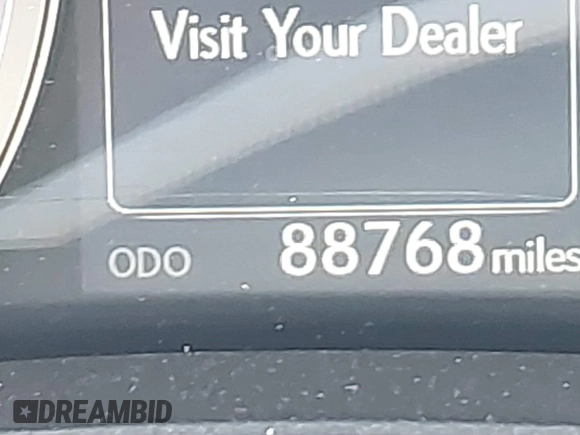 Visit Your Dealer
ODO 88768 miles
DREAMBID